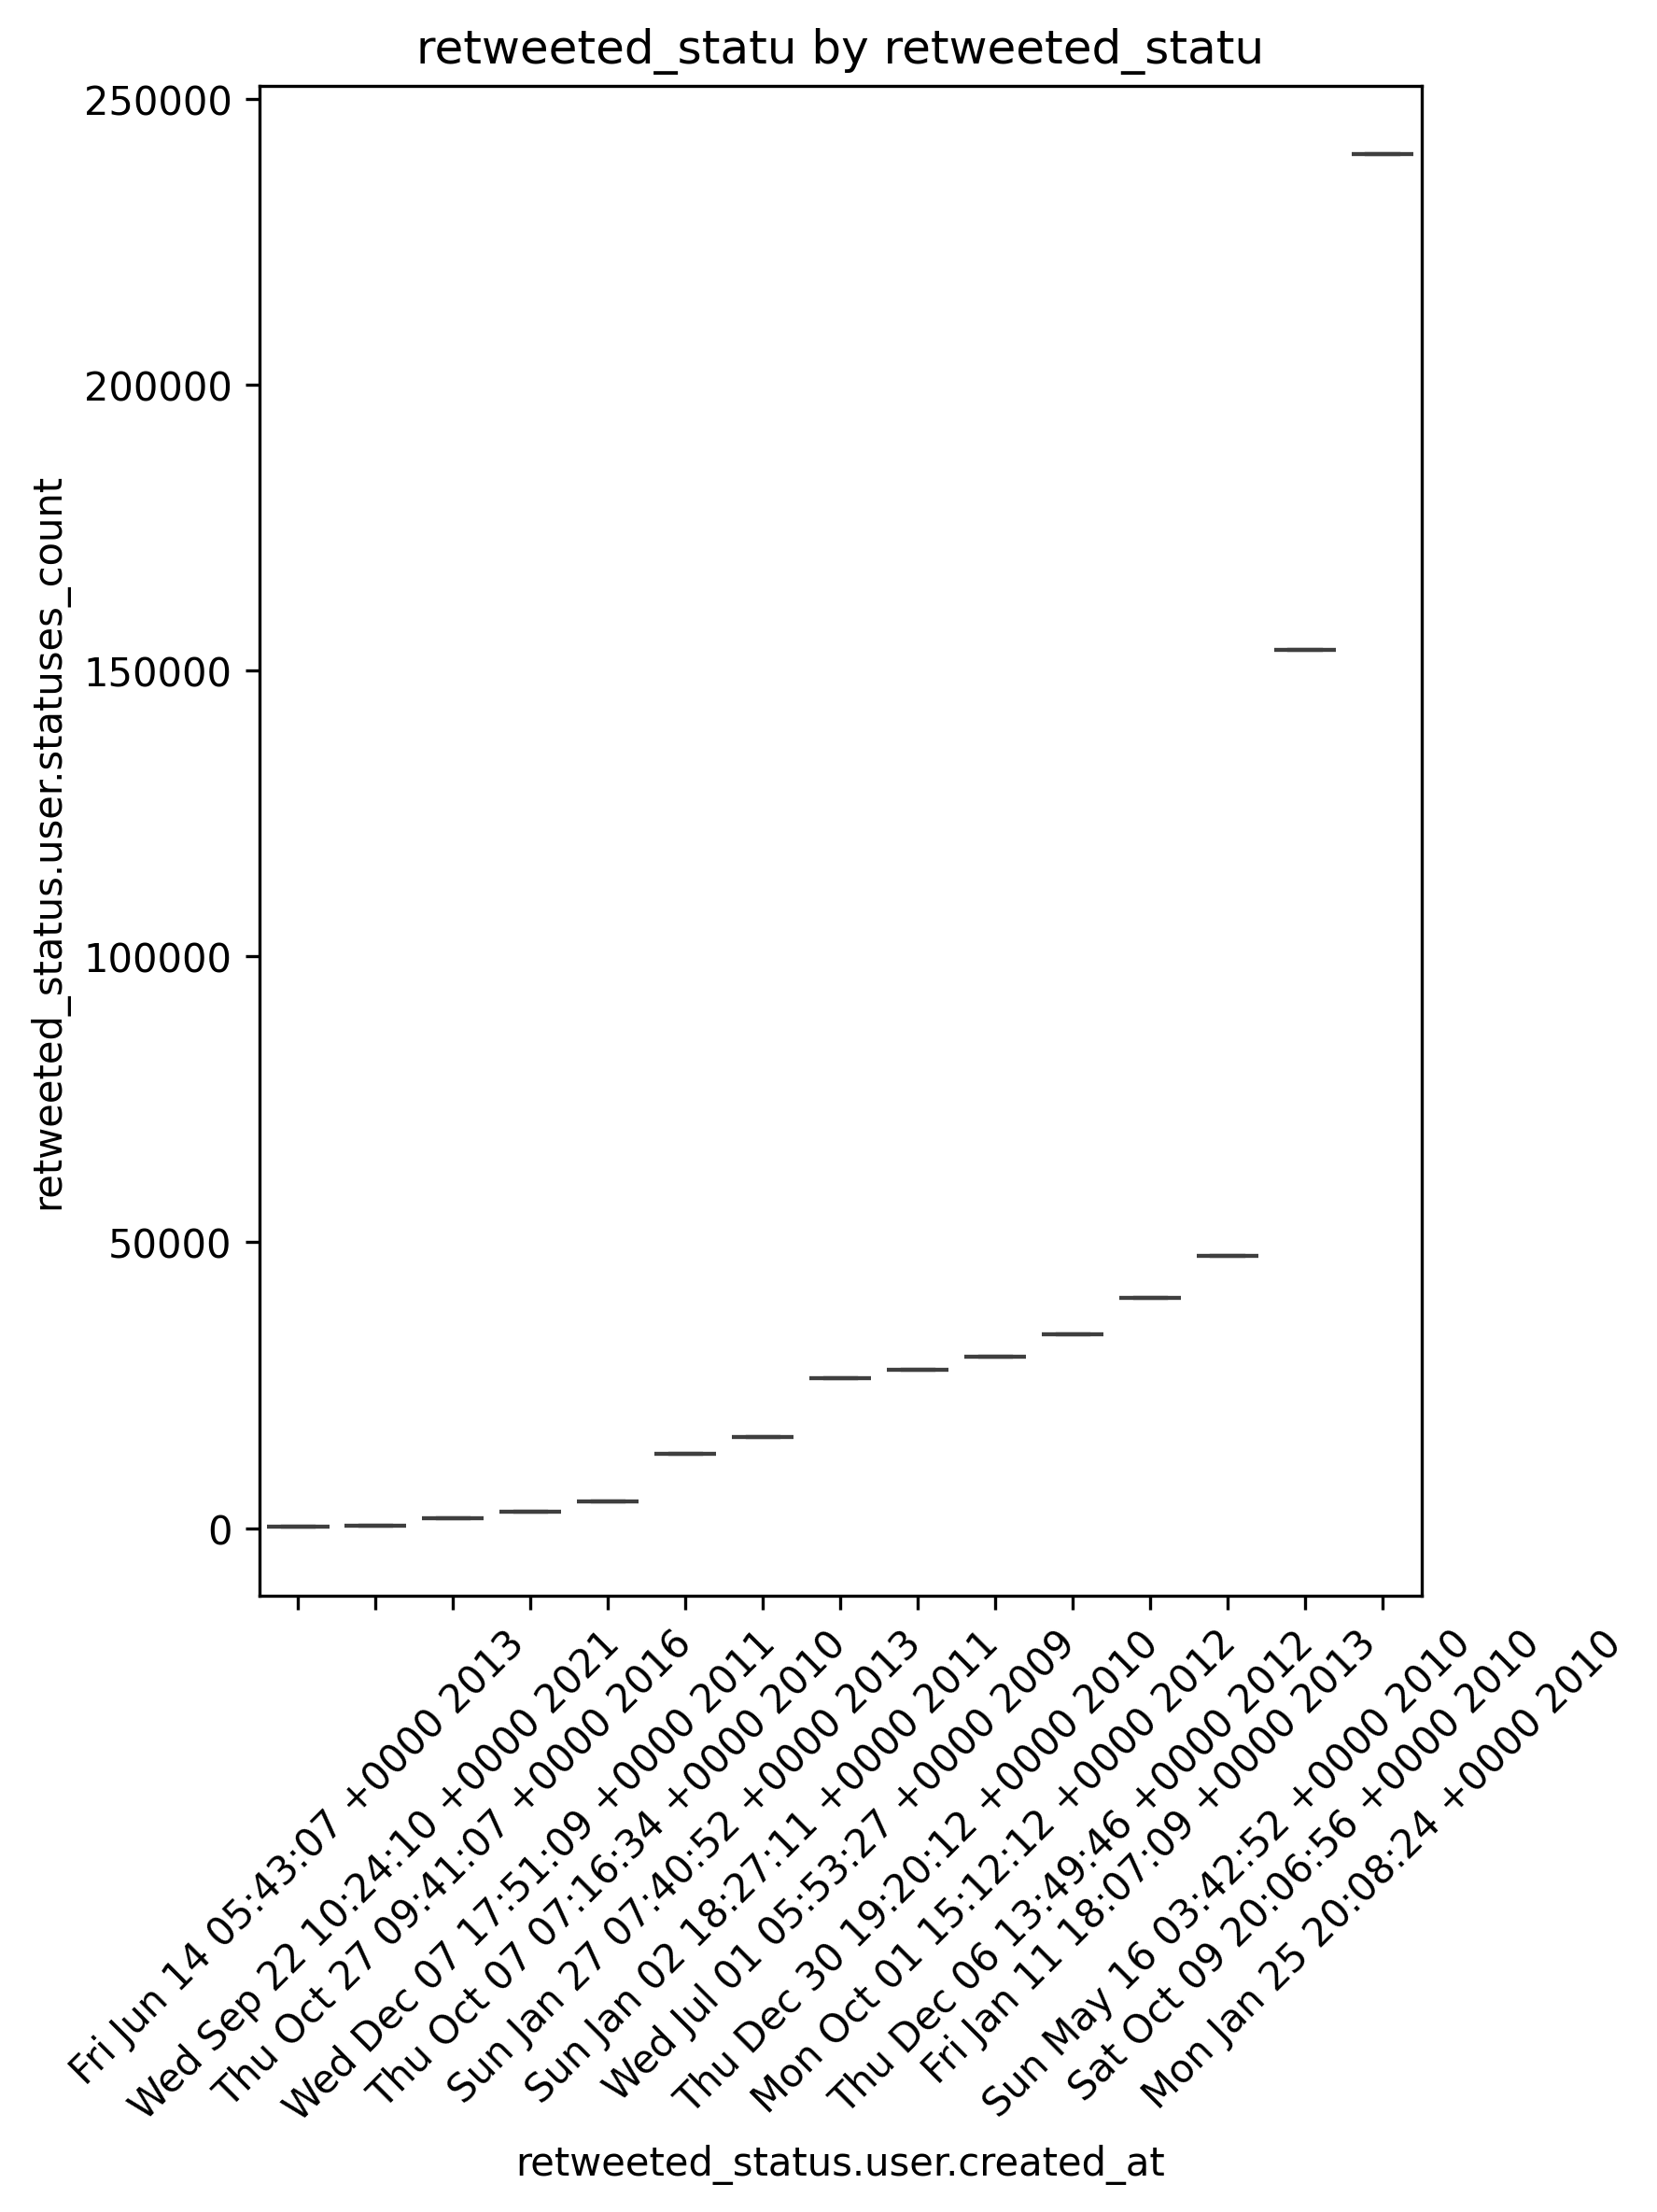 retweeted_statu by retweeted_statu
250000
200000
150000
100000
50000
0
retweeted_status.user.statuses_count
Fri Jun 14 05:43:07 +0000 2013
Wed Sep 22 10:24:10 +0000 2021
Thu Oct 27 09:41:07 +0000 2016
Wed Dec 07 17:51:09 +0000 2011
Thu Oct 07 07:16:34 +0000 2010
Sun Jan 27 07:40:52 +0000 2013
Sun Jan 02 18:27:11 +0000 2011
Wed Jul 01 05:53:27 +0000 2009
Thu Dec 30 19:20:12 +0000 2010
Mon Oct 01 15:12:12 +0000 2012
Thu Dec 06 13:49:46 +0000 2012
Fri Jan 11 18:07:09 +0000 2013
Sun May 16 03:42:52 +0000 2010
Sat Oct 09 20:06:56 +0000 2010
Mon Jan 25 20:08:24 +0000 2010
retweeted_status.user.created_at